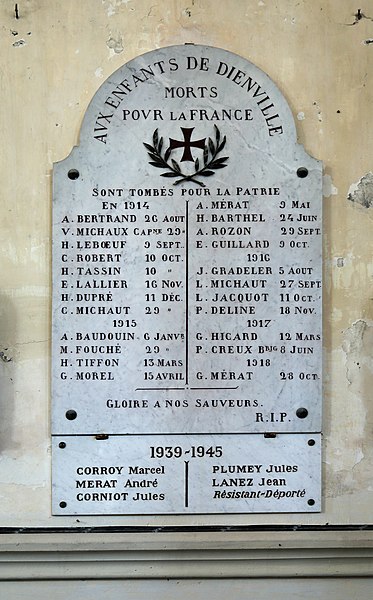 AUX ENFANTS DE DIENVILLE
MORTS
POUR LA FRANCE
SONT TOMBÉS POUR LA PATRIE
EN 1914
A. BERTRAND 26 AOUT
V. MICHAUX CAPNE 29 "
H. LEBŒUF 9 SEPT.
C. ROBERT 10 OCT.
H. TASSIN 10 "
E. LALLIER 16 NOV.
H. DUPRÉ 11 DÉC.
C. MICHAUT 29 "
1915
A. BAUDOUIN 6 JANVR
M. FOUCHÉ 29 "
H. TIFFON 13 MARS
G. MOREL 15 AVRIL
A. MÉRAT 9 MAI
H. BARTHEL 24 JUIN
A. ROZON 29 SEPT.
E. GUILLARD 9 OCT.
1916
J. GRADELER 5 AOUT
L. MICHAUT 27 SEPT.
L. JACQUOT 11 OCT.
P. DELINE 18 NOV.
1917
G. HICARD 12 MARS
P. CREUX BRIG 8 JUIN
1918
G. MÉRAT 28 OCT.
GLOIRE A NOS SAUVEURS.
R.I.P.
1939-1945
CORROY Marcel
MERAT André
CORNIOT Jules
PLUMEY Jules
LANEZ Jean
Résistant-Déporté